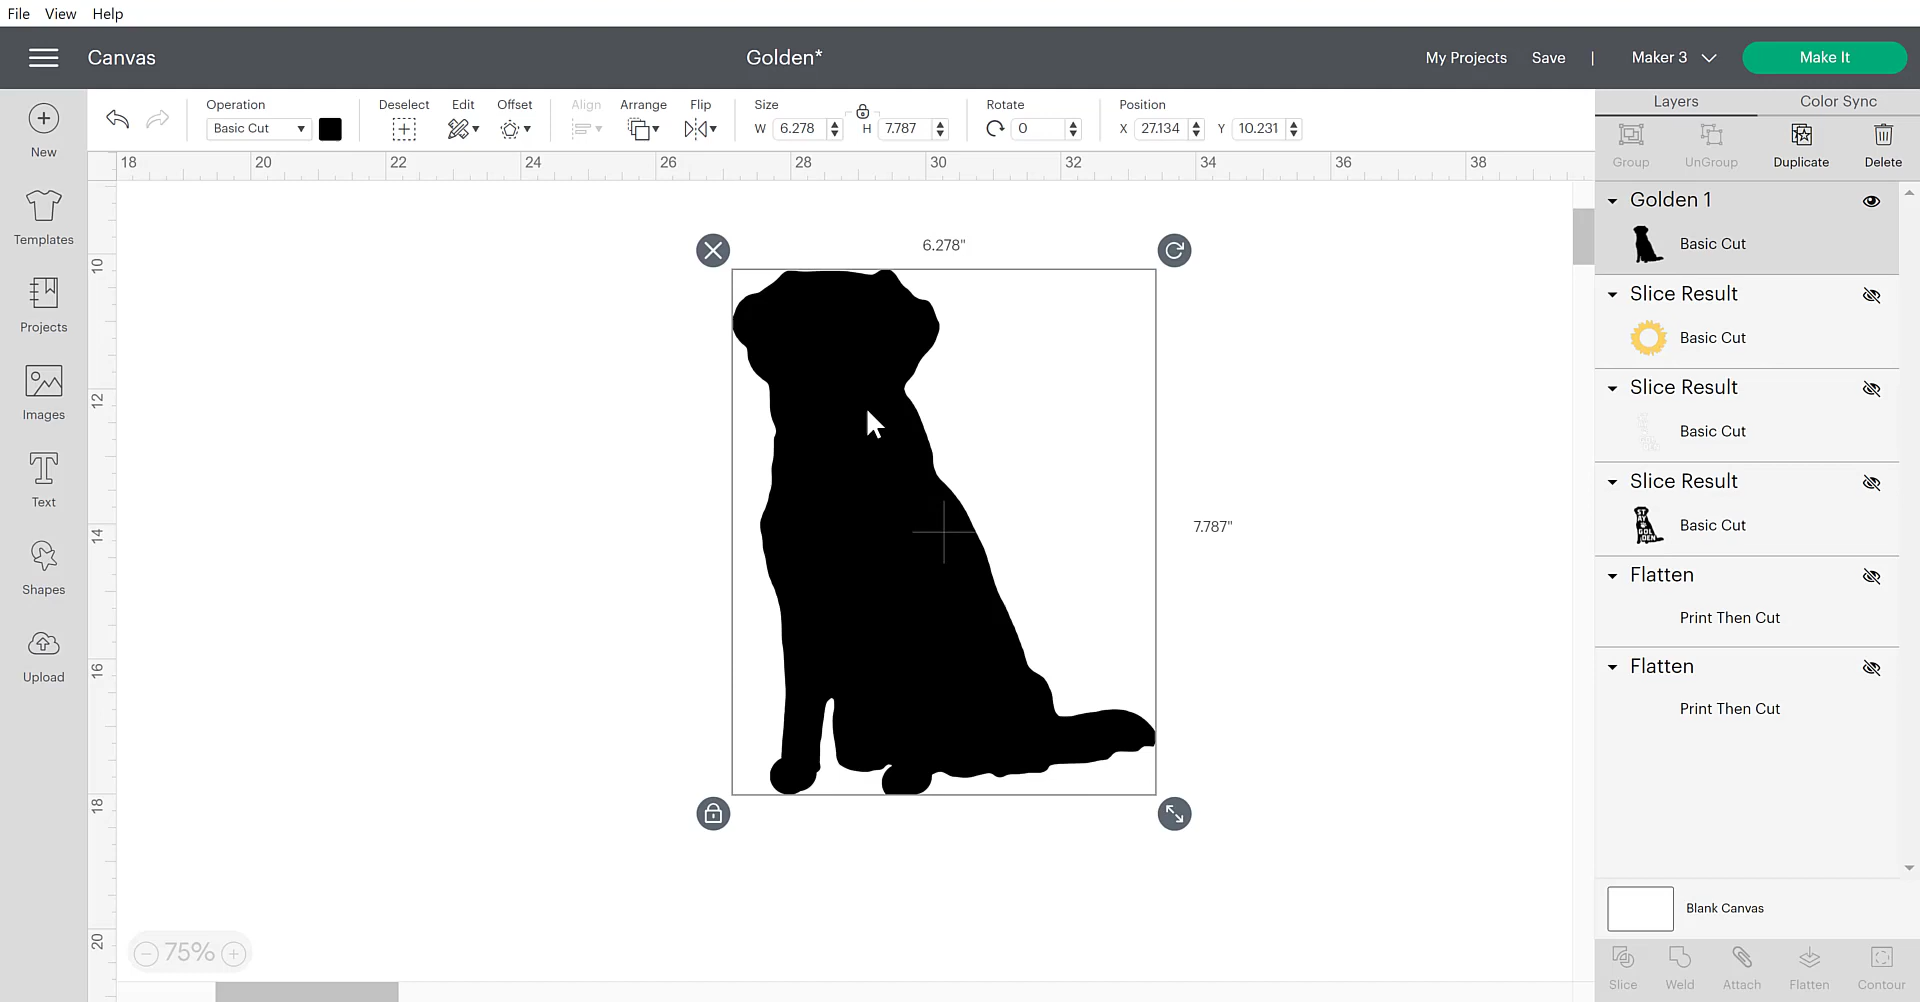 File View Help
Canvas
Golden*
My Projects Save | Maker 3 Make It
New
Templates
Projects
Images
Text
Shapes
Upload
Operation
Basic Cut
Deselect Edit Offset Align Arrange Flip
Size
W 6.278 H 7.787
Rotate
0
Position
X 27.134 Y 10.231
18 20 22 24 26 28 30 32 34 36 38
10
12
14
16
18
20
6.278"
7.787"
75%
Layers Color Sync
Group UnGroup Duplicate Delete
Golden 1
Basic Cut
Slice Result
Basic Cut
Slice Result
Basic Cut
Slice Result
ST
AY
GOL
DEN
Basic Cut
Flatten
Print Then Cut
Flatten
Print Then Cut
Blank Canvas
Slice Weld Attach Flatten Contour